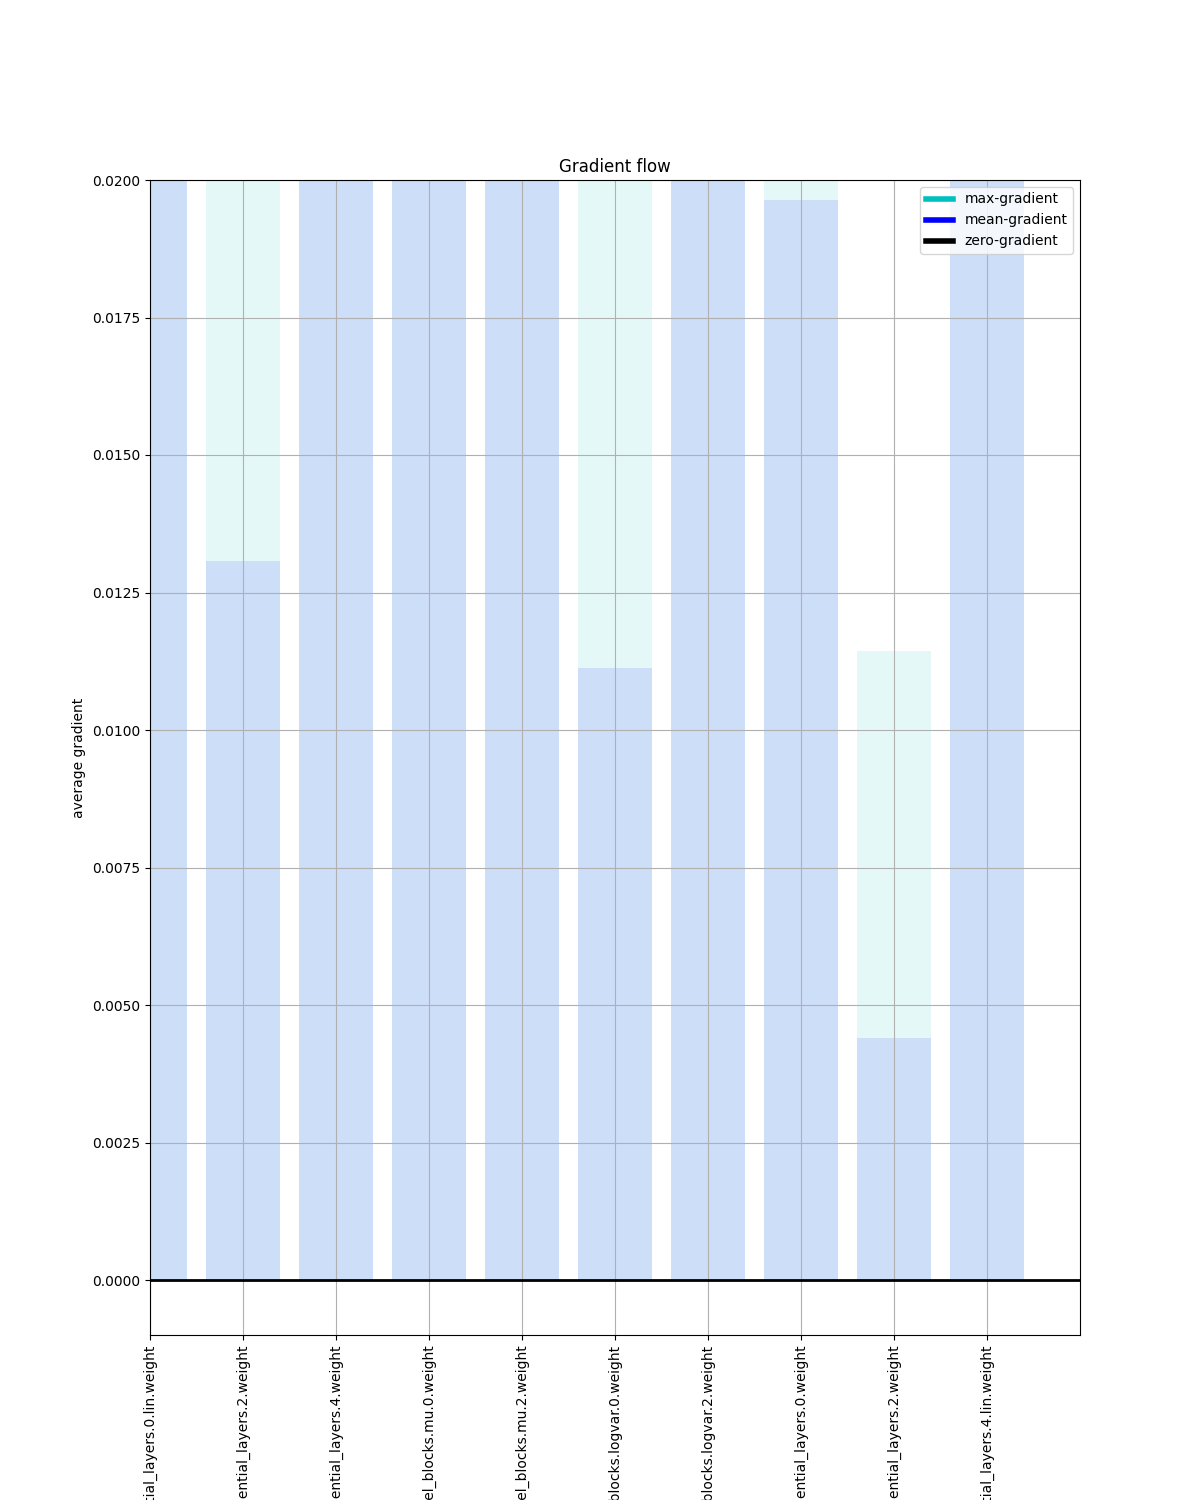 Gradient flow
0.0200
0.0175
0.0150
0.0125
0.0100
0.0075
0.0050
0.0025
0.0000
average gradient
max-gradient
mean-gradient
zero-gradient
tial_layers.0.lin.weight
ential_layers.2.weight
ential_layers.4.weight
el_blocks.mu.0.weight
el_blocks.mu.2.weight
blocks.logvar.0.weight
blocks.logvar.2.weight
ential_layers.0.weight
ential_layers.2.weight
tial_layers.4.lin.weight